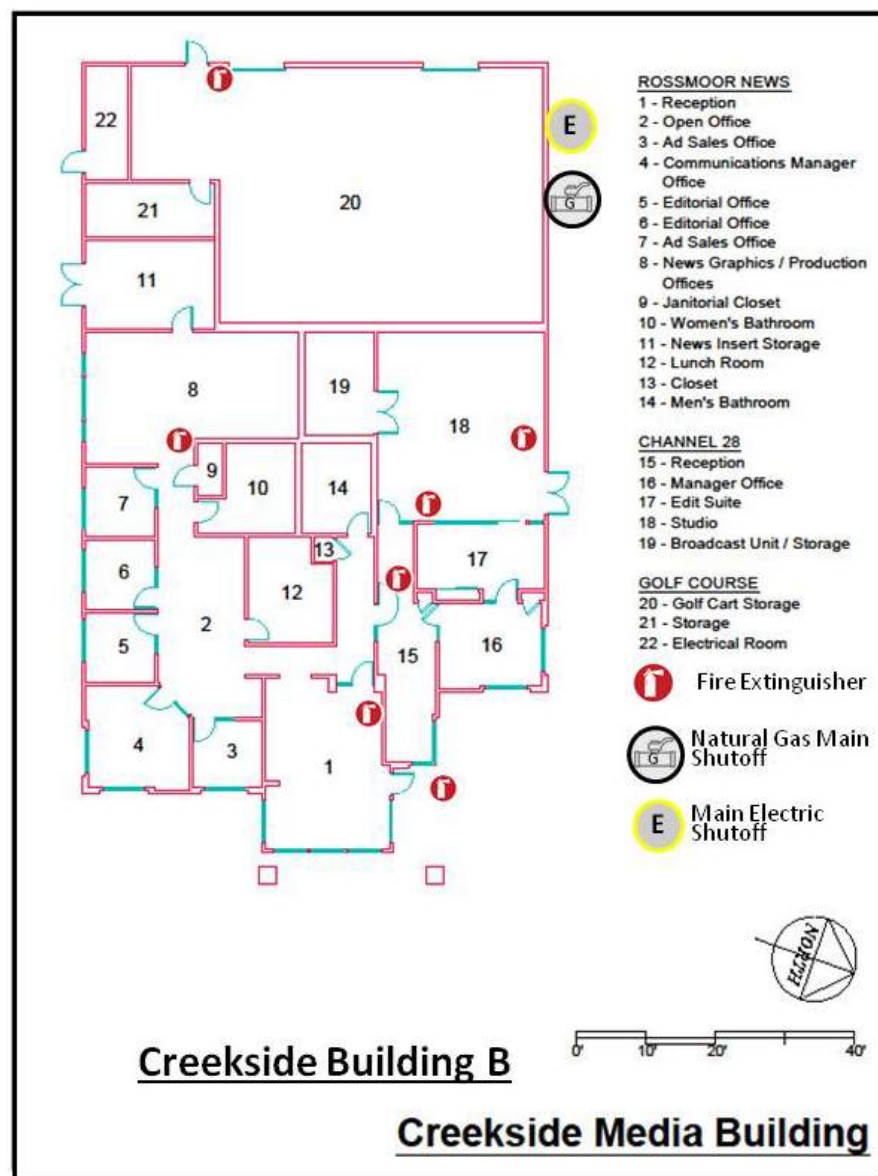 22
E
G
20
21
11
8
19
18
9
10
14
7
13
17
6
12
2
5
15
16
4
3
1
ROSSMOOR NEWS
1 - Reception
2 - Open Office
3 - Ad Sales Office
4 - Communications Manager
Office
5 - Editorial Office
6 - Editorial Office
7 - Ad Sales Office
8 - News Graphics / Production
Offices
9 - Janitorial Closet
10 - Women's Bathroom
11 - News Insert Storage
12 - Lunch Room
13 - Closet
14 - Men's Bathroom
CHANNEL 28
15 - Reception
16 - Manager Office
17 - Edit Suite
18 - Studio
19 - Broadcast Unit / Storage
GOLF COURSE
20 - Golf Cart Storage
21 - Storage
22 - Electrical Room
Fire Extinguisher
G
Natural Gas Main
Shutoff
E
Main Electric
Shutoff
NORTH
0' 10' 20' 40'
Creekside Building B
Creekside Media Building